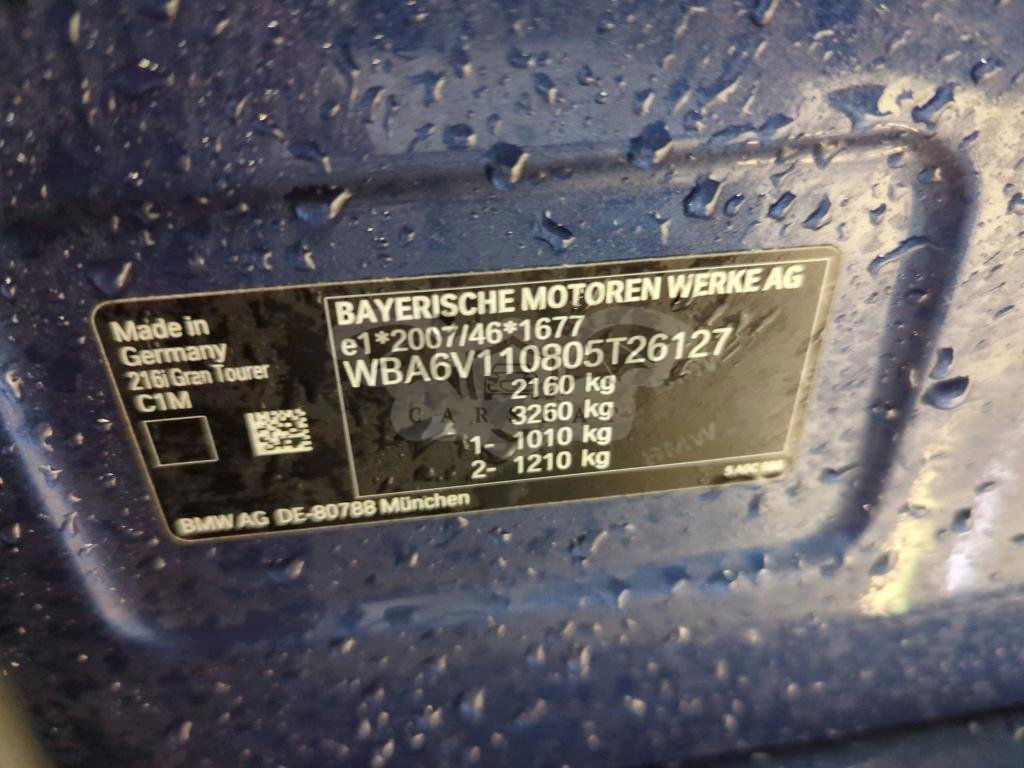 Made in
Germany
216i Gran Tourer
C1M
BAYERISCHE MOTOREN WERKE AG
e1*2007/46*1677
WBA6V110805T26127
2160 kg
3260 kg
1- 1010 kg
2- 1210 kg
BMW AG DE-80788 München
BMW